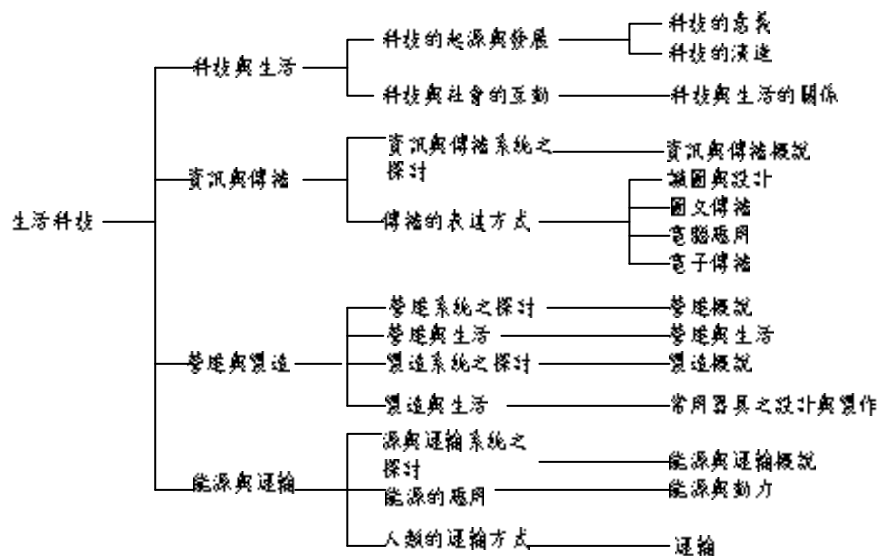 科技的意義
科技的起源與發展
科技的演進
科技與生活
科技與社會的互動
科技與生活的關係
資訊與傳播系統之
探討
資訊與傳播概說
識圖與設計
資訊與傳播
圖文傳播
傳播的表達方式
生活科技
電腦應用
電子傳播
營建系統之探討
營建概說
營建與生活
營建與生活
營建與製造
製造系統之探討
製造概說
製造與生活
常用器具之設計與製作
源與運輸系統之
探討
能源與運輸概說
能源與運輸
能源的應用
能源與動力
人類的運輸方式
運輸